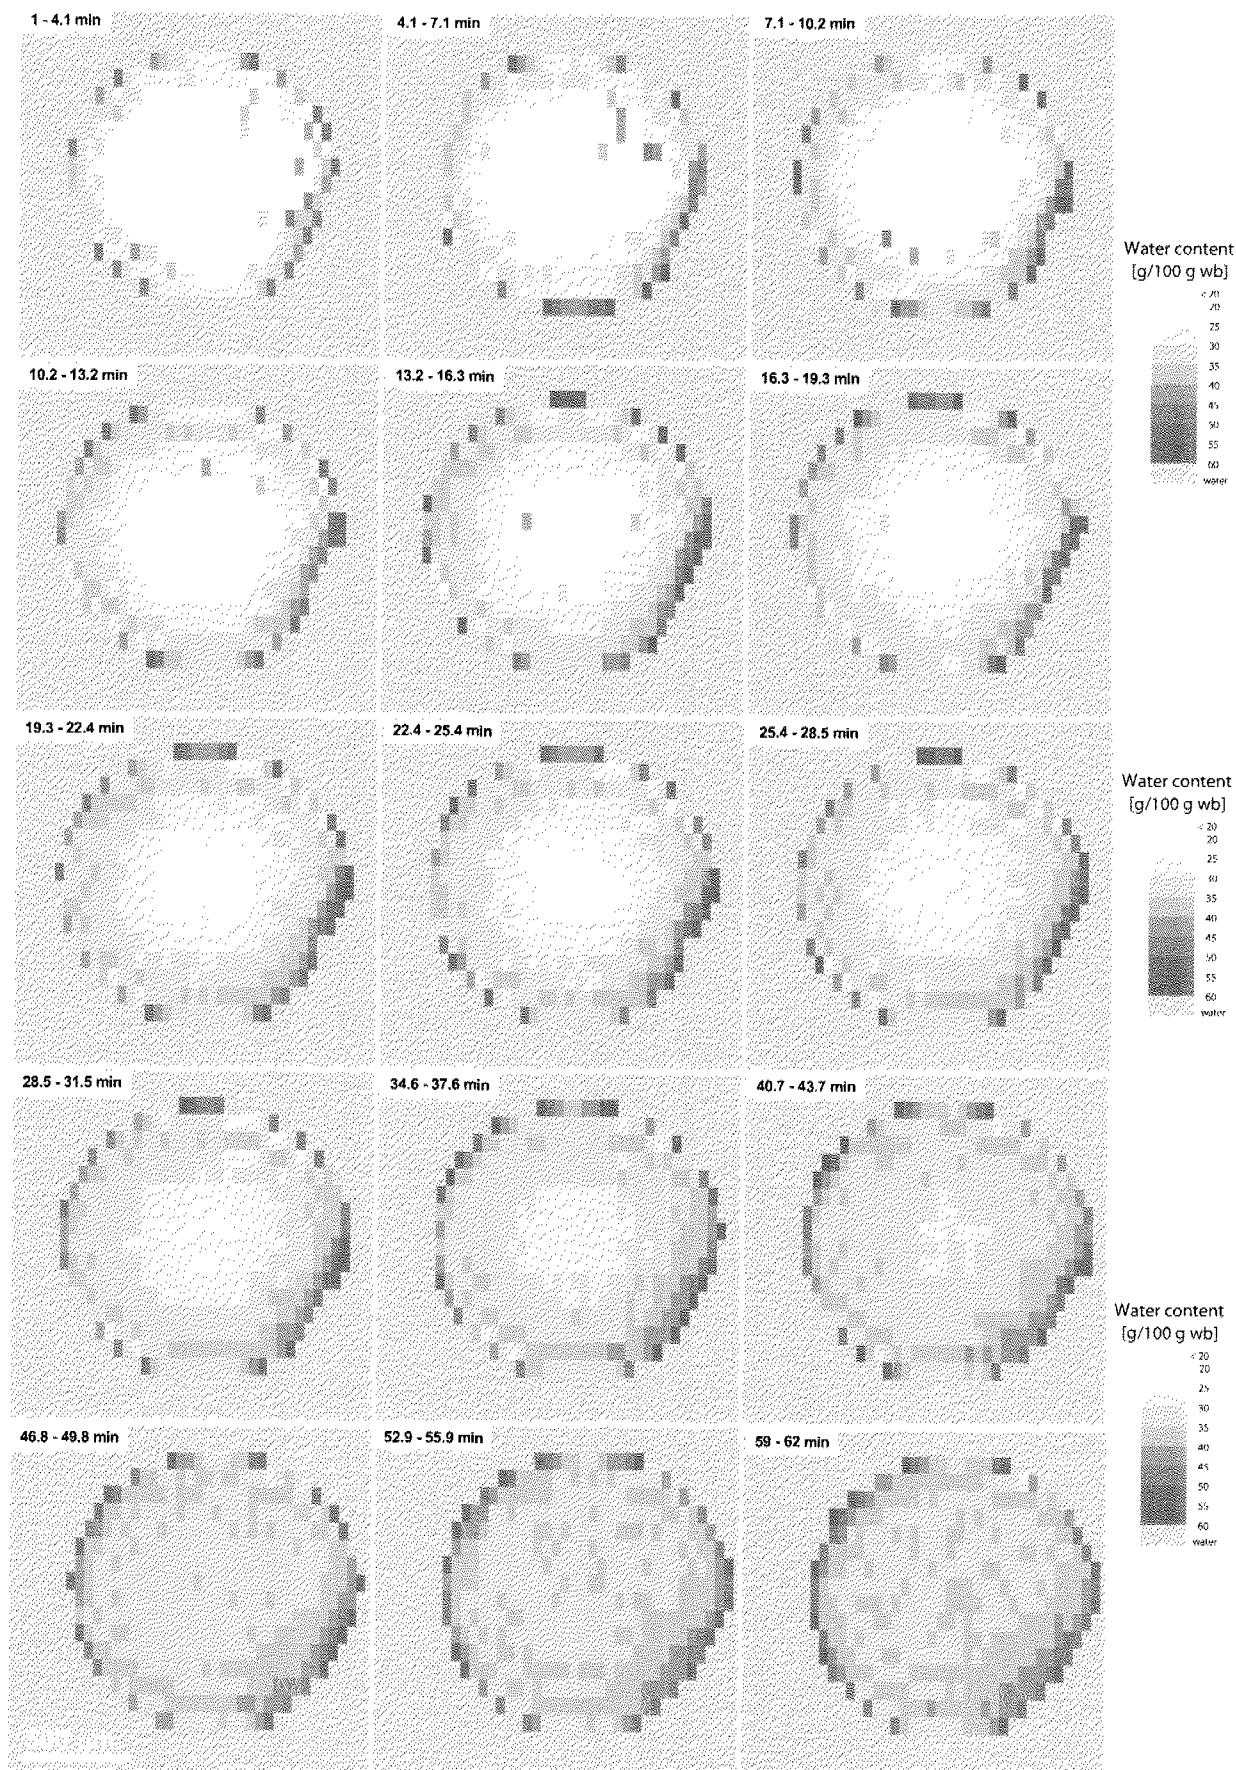 1 - 4.1 min
4.1 - 7.1 min
7.1 - 10.2 min
Water content
[g/100 g wb]
< 20
20
25
30
35
40
45
50
55
60
water
10.2 - 13.2 min
13.2 - 16.3 min
16.3 - 19.3 min
19.3 - 22.4 min
22.4 - 25.4 min
25.4 - 28.5 min
Water content
[g/100 g wb]
< 20
20
25
30
35
40
45
50
55
60
water
28.5 - 31.5 min
34.6 - 37.6 min
40.7 - 43.7 min
Water content
[g/100 g wb]
< 20
20
25
30
35
40
45
50
55
60
water
46.8 - 49.8 min
52.9 - 55.9 min
59 - 62 min